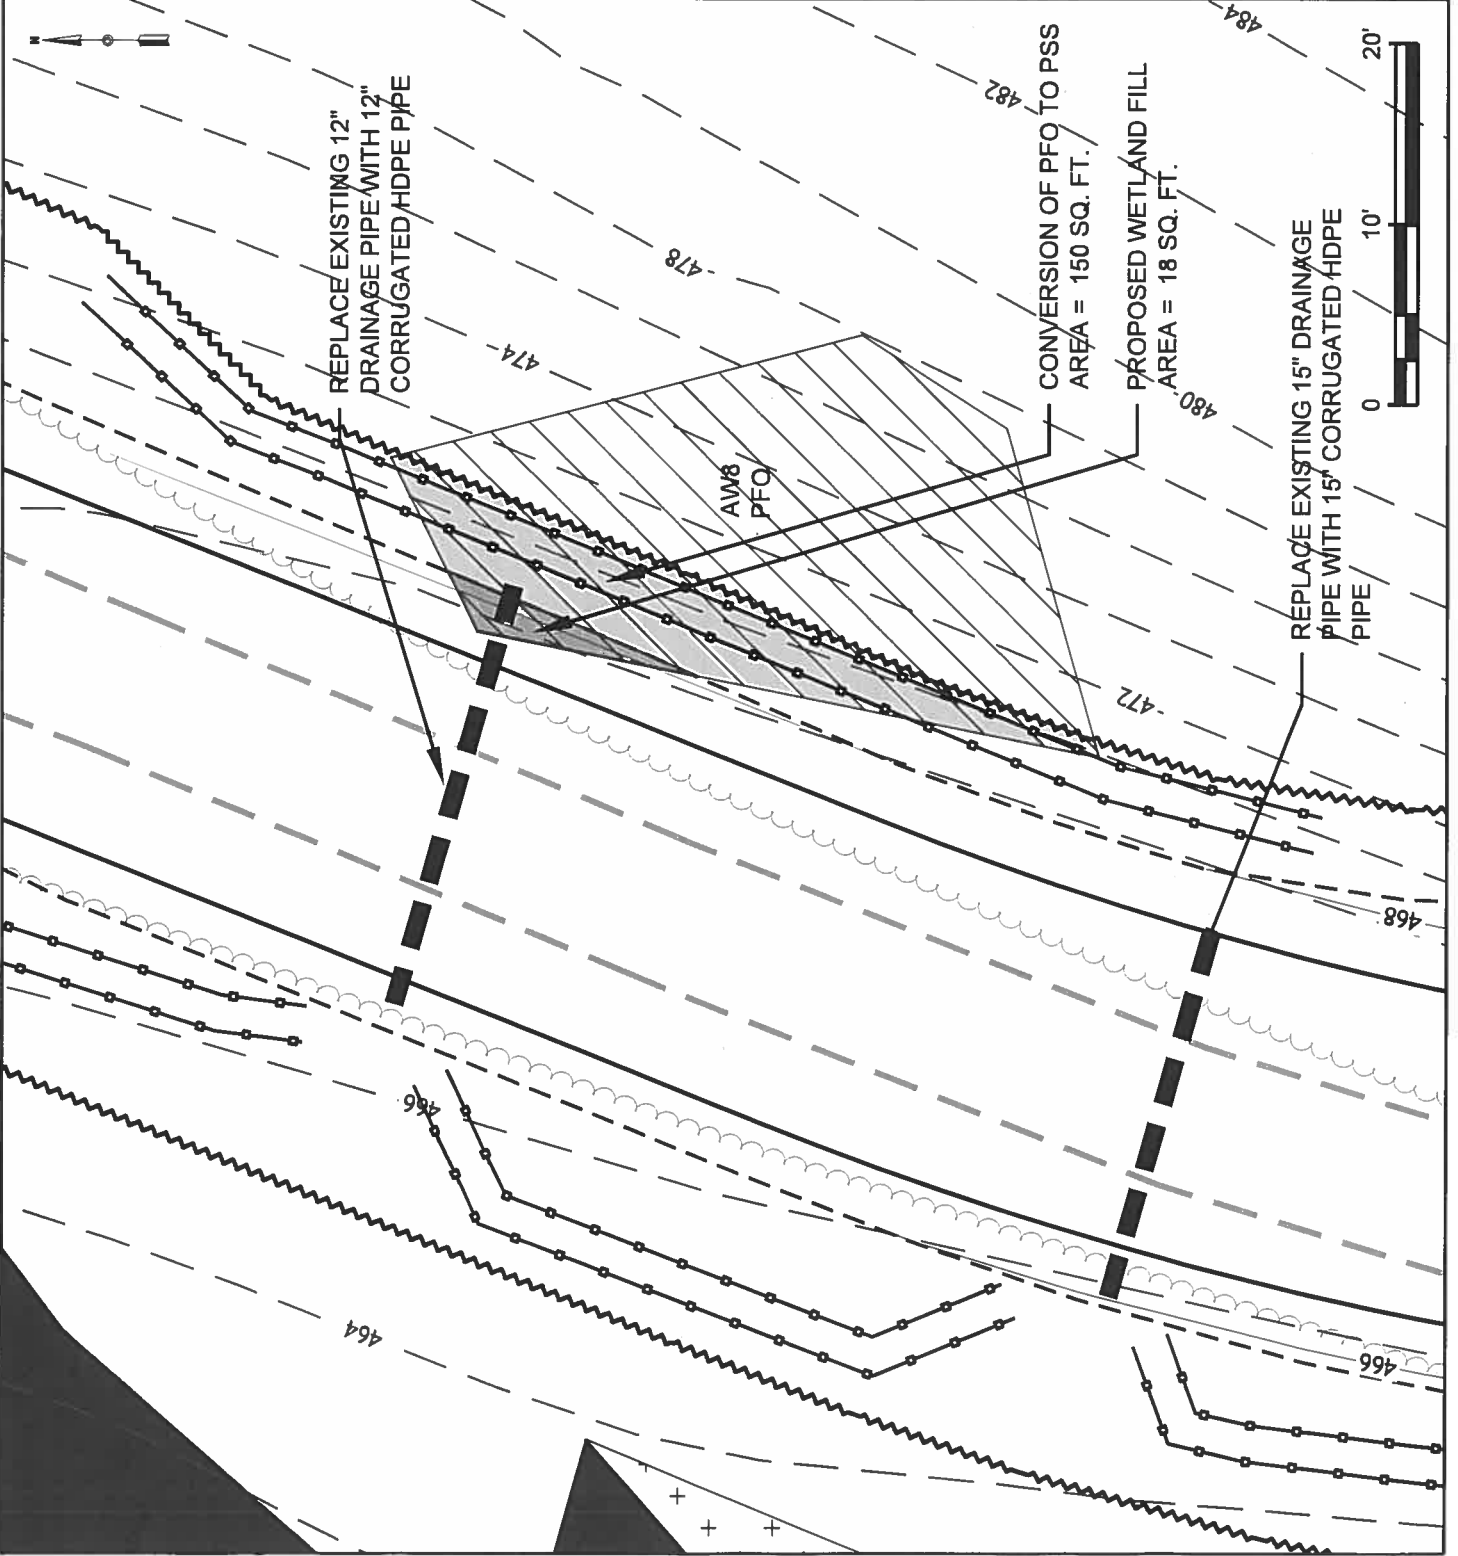 N
REPLACE EXISTING 12"
DRAINAGE PIPE WITH 12"
CORRUGATED HDPE PIPE
CONVERSION OF PFO TO PSS
AREA = 150 SQ. FT.
PROPOSED WETLAND FILL
AREA = 18 SQ. FT.
REPLACE EXISTING 15" DRAINAGE
PIPE WITH 15" CORRUGATED HDPE
PIPE
AW8
PFO
484
482
480
478
474
472
468
466
466
464
0
10'
20'